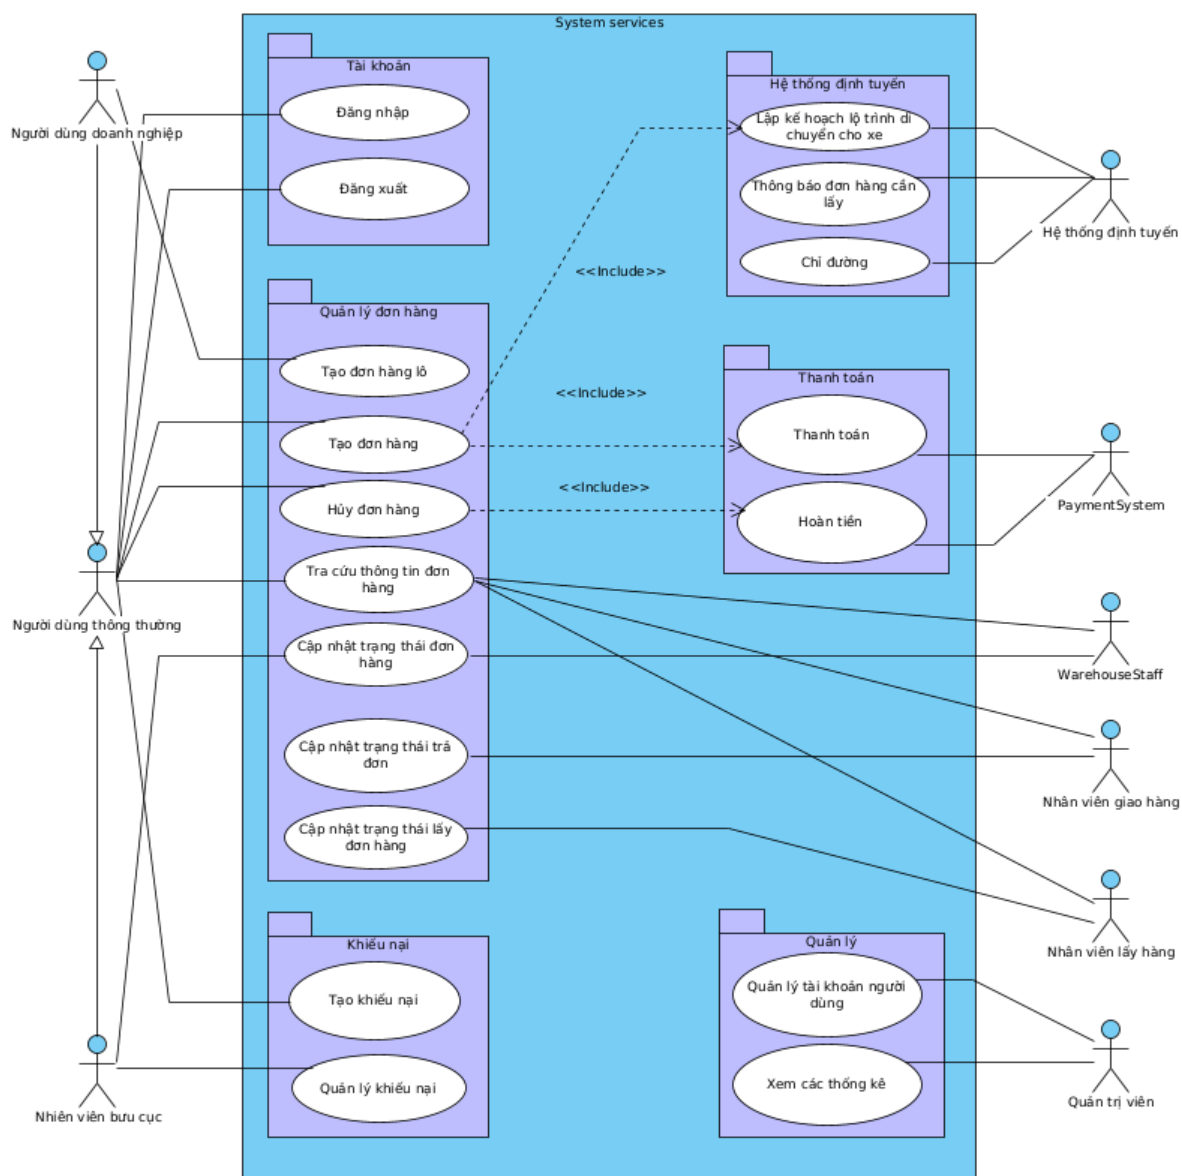 System services
Tài khoản
Đăng nhập
Đăng xuất
Người dùng doanh nghiệp
Hệ thống định tuyến
Lập kế hoạch lộ trình di
chuyển cho xe
Thông báo đơn hàng cần
lấy
Chỉ đường
Hệ thống định tuyến
<<Include>>
Quản lý đơn hàng
Tạo đơn hàng lô
Tạo đơn hàng
Hủy đơn hàng
Tra cứu thông tin đơn
hàng
Cập nhật trạng thái đơn
hàng
Cập nhật trạng thái trả
đơn
Cập nhật trạng thái lấy
đơn hàng
<<Include>>
<<Include>>
Thanh toán
Thanh toán
Hoàn tiền
PaymentSystem
Người dùng thông thường
WarehouseStaff
Nhân viên giao hàng
Nhân viên lấy hàng
Khiếu nại
Tạo khiếu nại
Quản lý khiếu nại
Nhiên viên bưu cục
Quản lý
Quản lý tài khoản người
dùng
Xem các thống kê
Quản trị viên